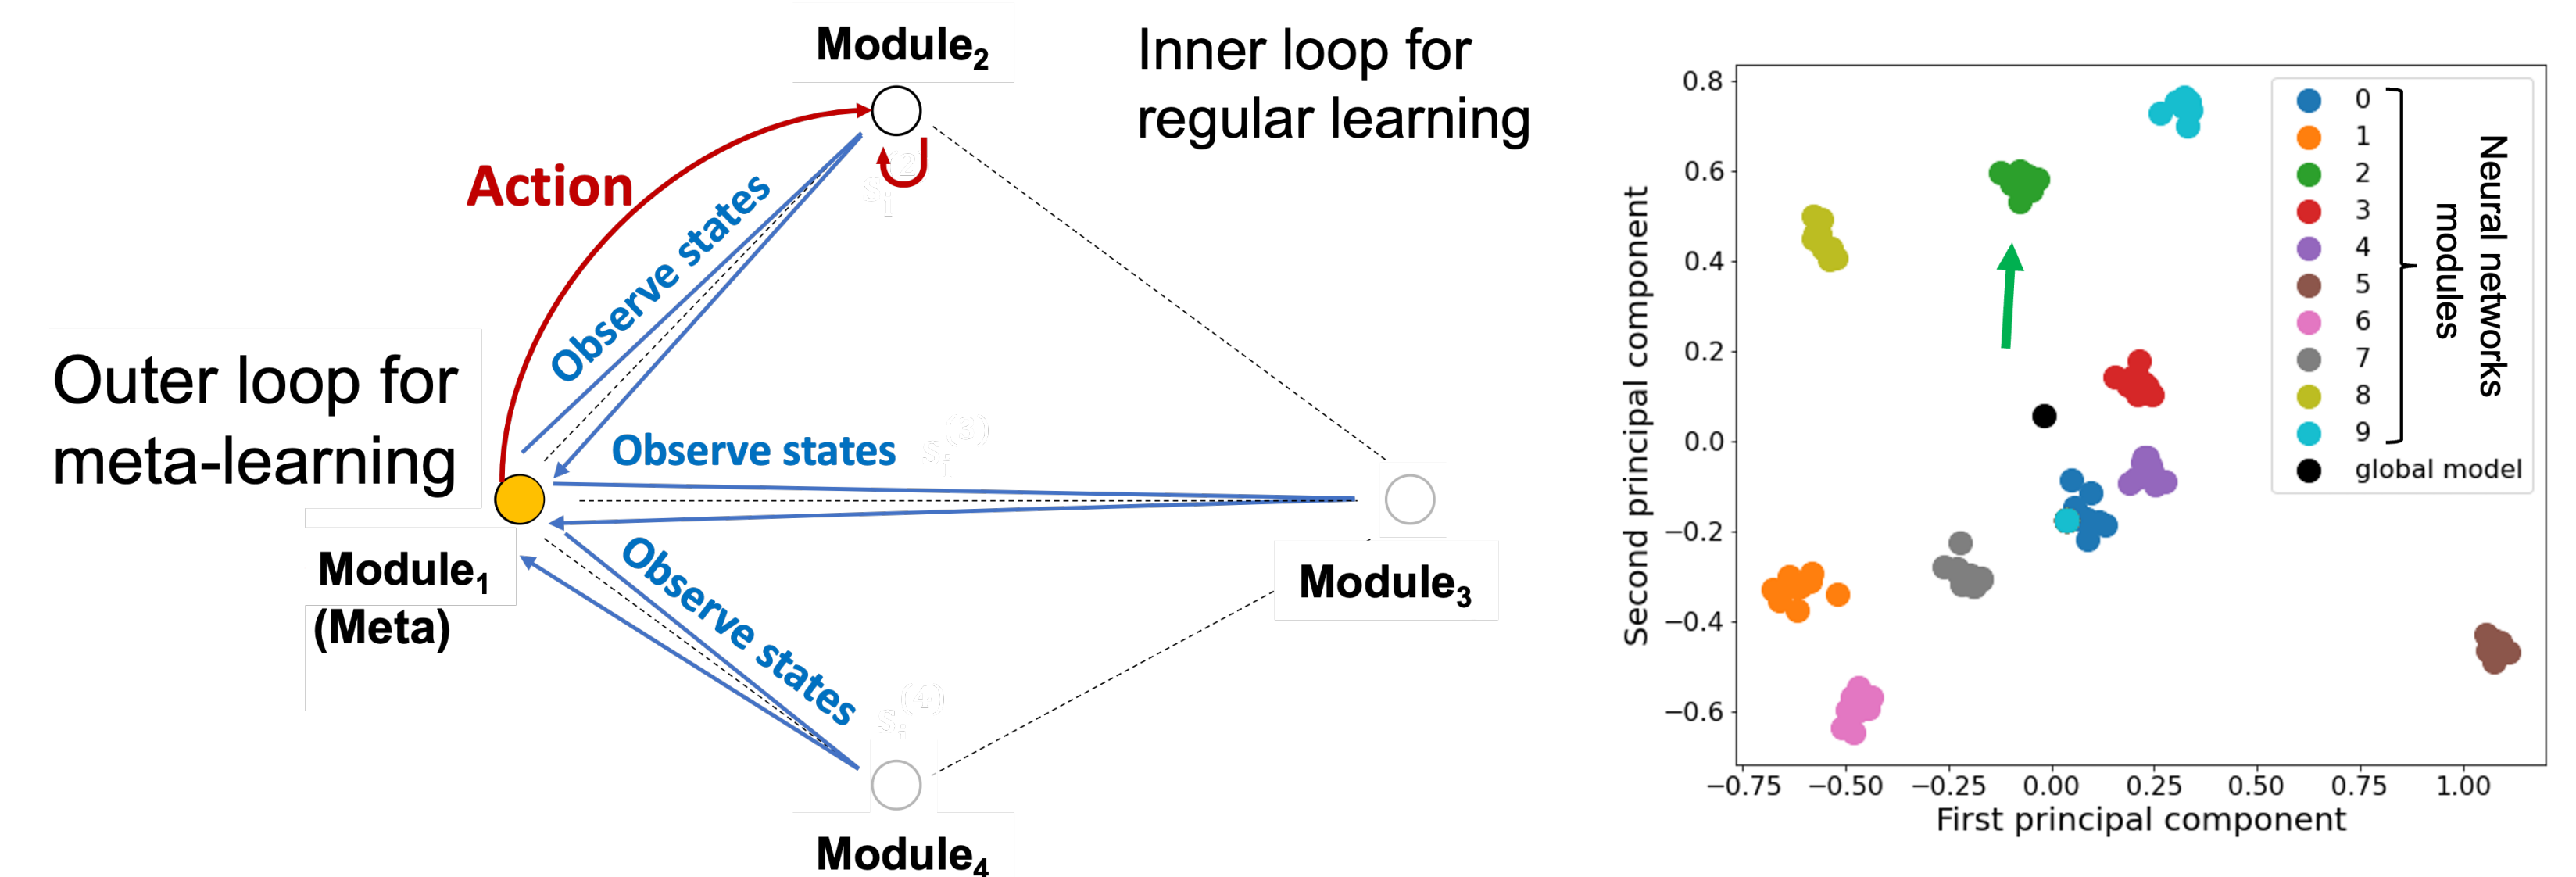 Module2
Inner loop for
regular learning
Action
Observe states
Outer loop for
meta-learning
Observe states
si(3)
Module1
(Meta)
Observe states
Module3
Module4
0.8
0.6
0.4
0.2
0.0
−0.2
−0.4
−0.6
Second principal component
−0.75
−0.50
−0.25
0.00
0.25
0.50
0.75
1.00
First principal component
0
1
2
3
4
5
6
7
8
9
global model
Neural networks
modules